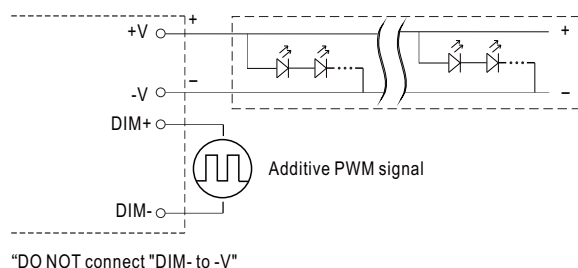 +
+V
+
−
-V
−
DIM+
Additive PWM signal
DIM-
“DO NOT connect "DIM- to -V"